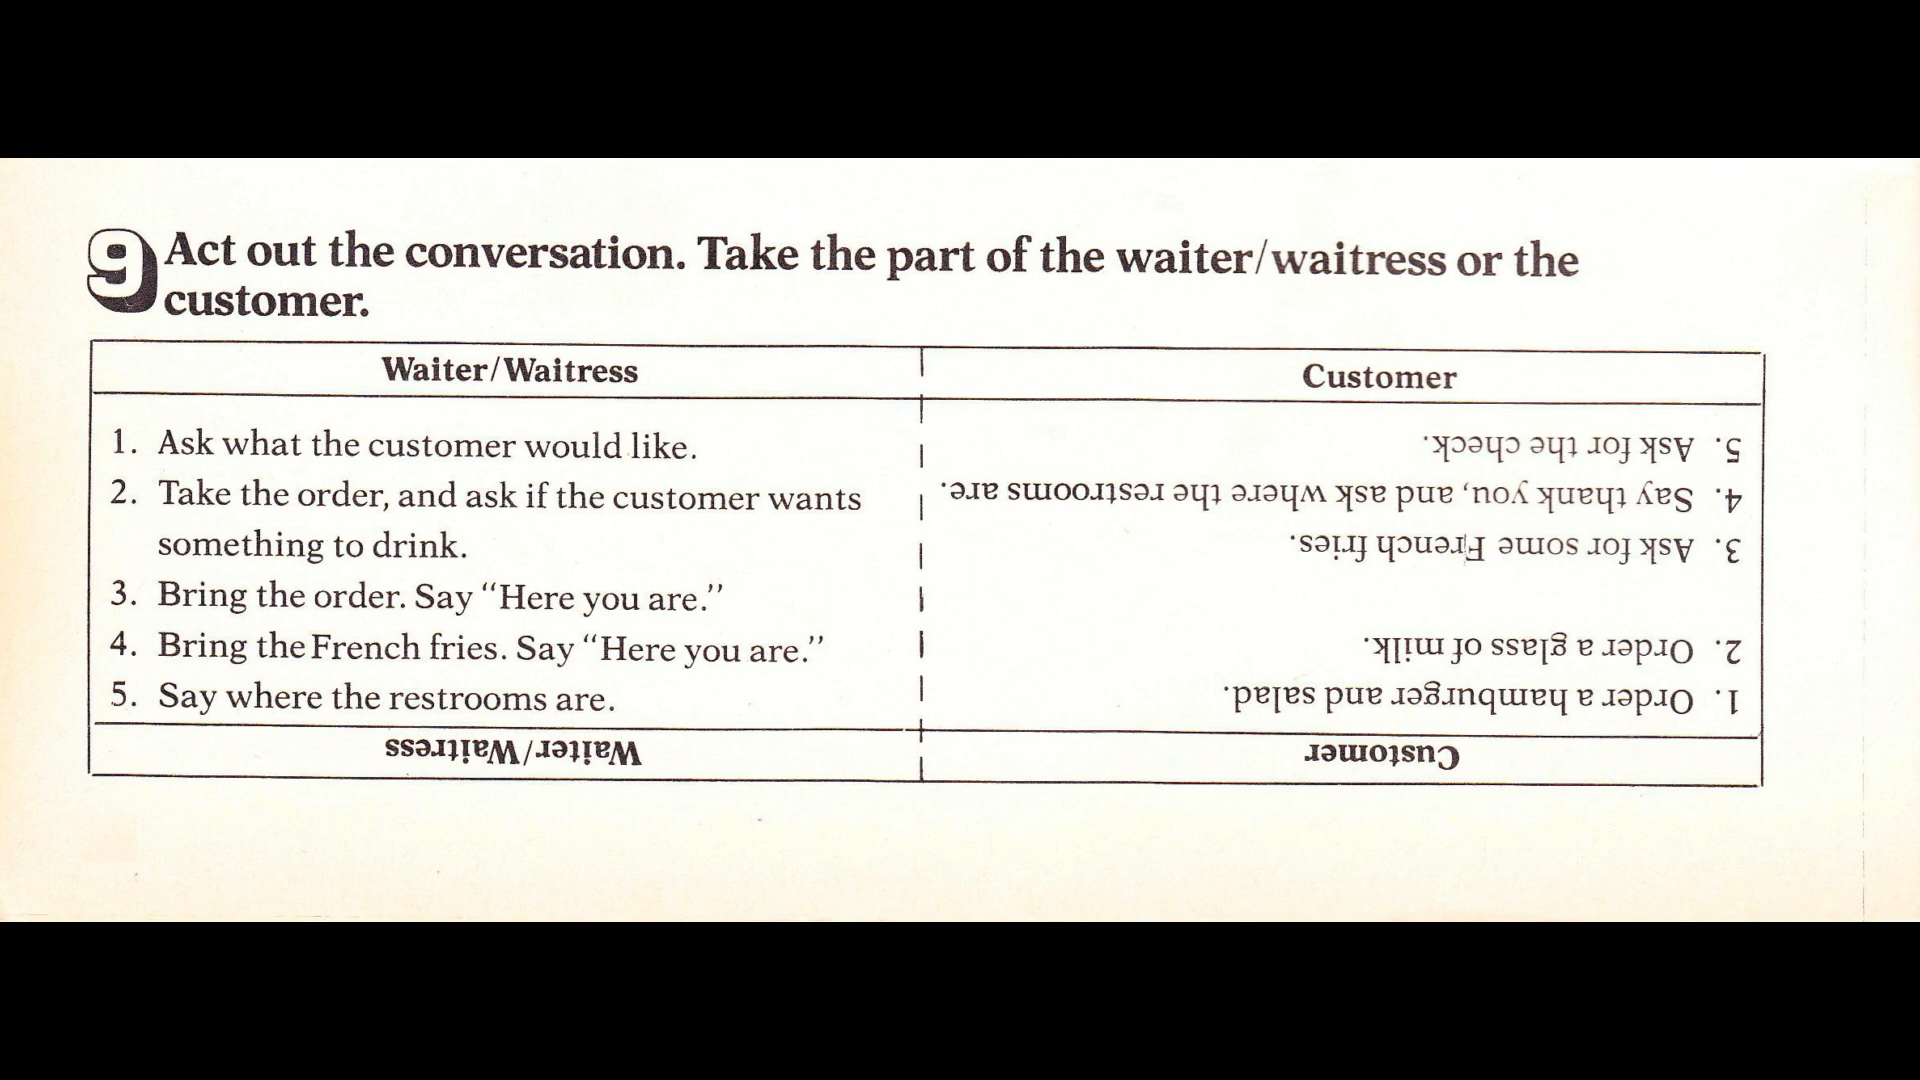 9 Act out the conversation. Take the part of the waiter/waitress or the
customer.
Waiter/Waitress
1. Ask what the customer would like.
2. Take the order, and ask if the customer wants
something to drink.
3. Bring the order. Say “Here you are.”
4. Bring the French fries. Say “Here you are.”
5. Say where the restrooms are.
Waiter/Waitress
Customer
1. Order a hamburger and salad.
2. Order a glass of milk.
3. Ask for some French fries.
4. Say thank you, and ask where the restrooms are.
5. Ask for the check.
Customer